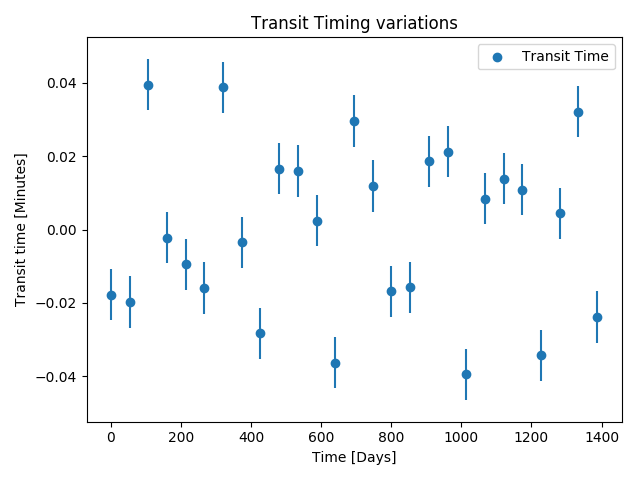 Transit Timing variations
Transit Time
Transit time [Minutes]
0.04
0.02
0.00
−0.02
−0.04
0 200 400 600 800 1000 1200 1400
Time [Days]